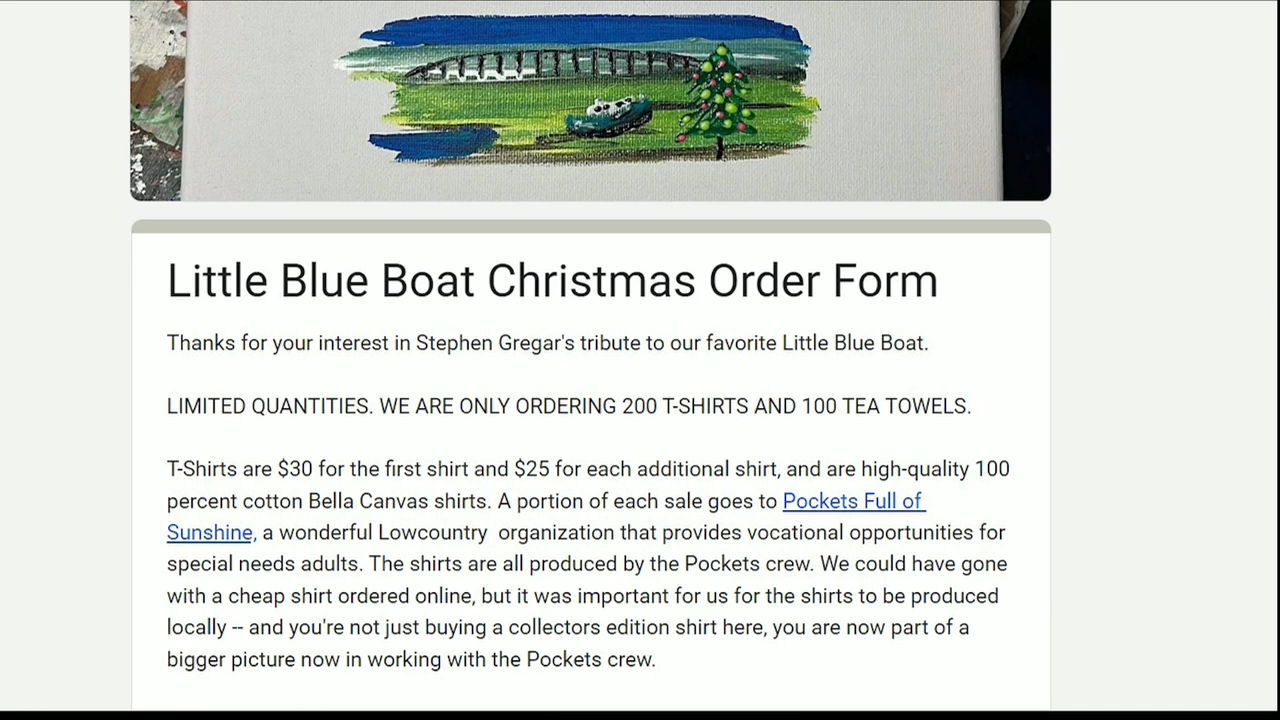 Little Blue Boat Christmas Order Form
Thanks for your interest in Stephen Gregar's tribute to our favorite Little Blue Boat.
LIMITED QUANTITIES. WE ARE ONLY ORDERING 200 T-SHIRTS AND 100 TEA TOWELS.
T-Shirts are $30 for the first shirt and $25 for each additional shirt, and are high-quality 100
percent cotton Bella Canvas shirts. A portion of each sale goes to Pockets Full of
Sunshine, a wonderful Lowcountry  organization that provides vocational opportunities for
special needs adults. The shirts are all produced by the Pockets crew. We could have gone
with a cheap shirt ordered online, but it was important for us for the shirts to be produced
locally -- and you're not just buying a collectors edition shirt here, you are now part of a
bigger picture now in working with the Pockets crew.